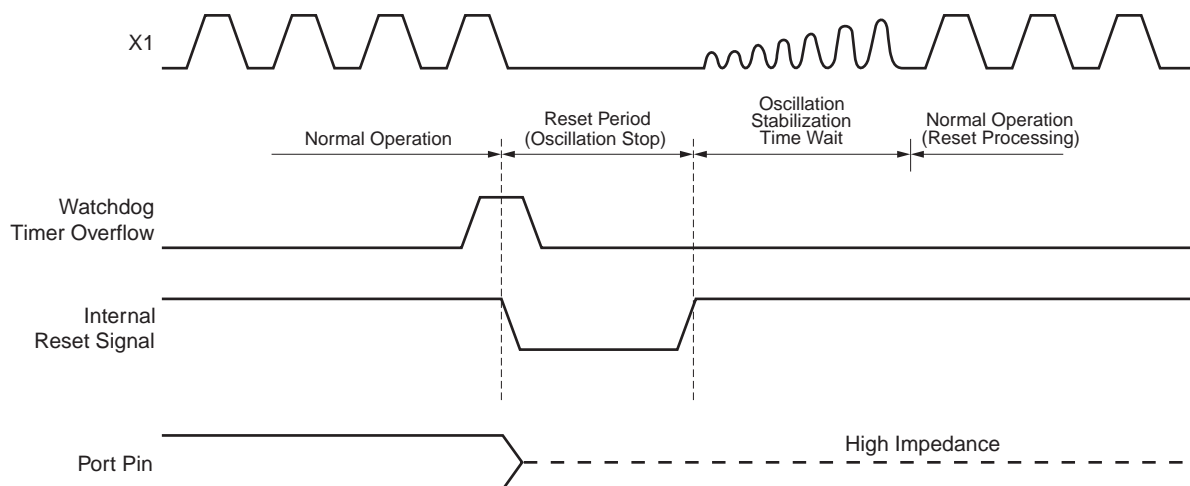 X1
Normal Operation
Reset Period
(Oscillation Stop)
Oscillation
Stabilization
Time Wait
Normal Operation
(Reset Processing)
Watchdog
Timer Overflow
Internal
Reset Signal
Port Pin
High Impedance